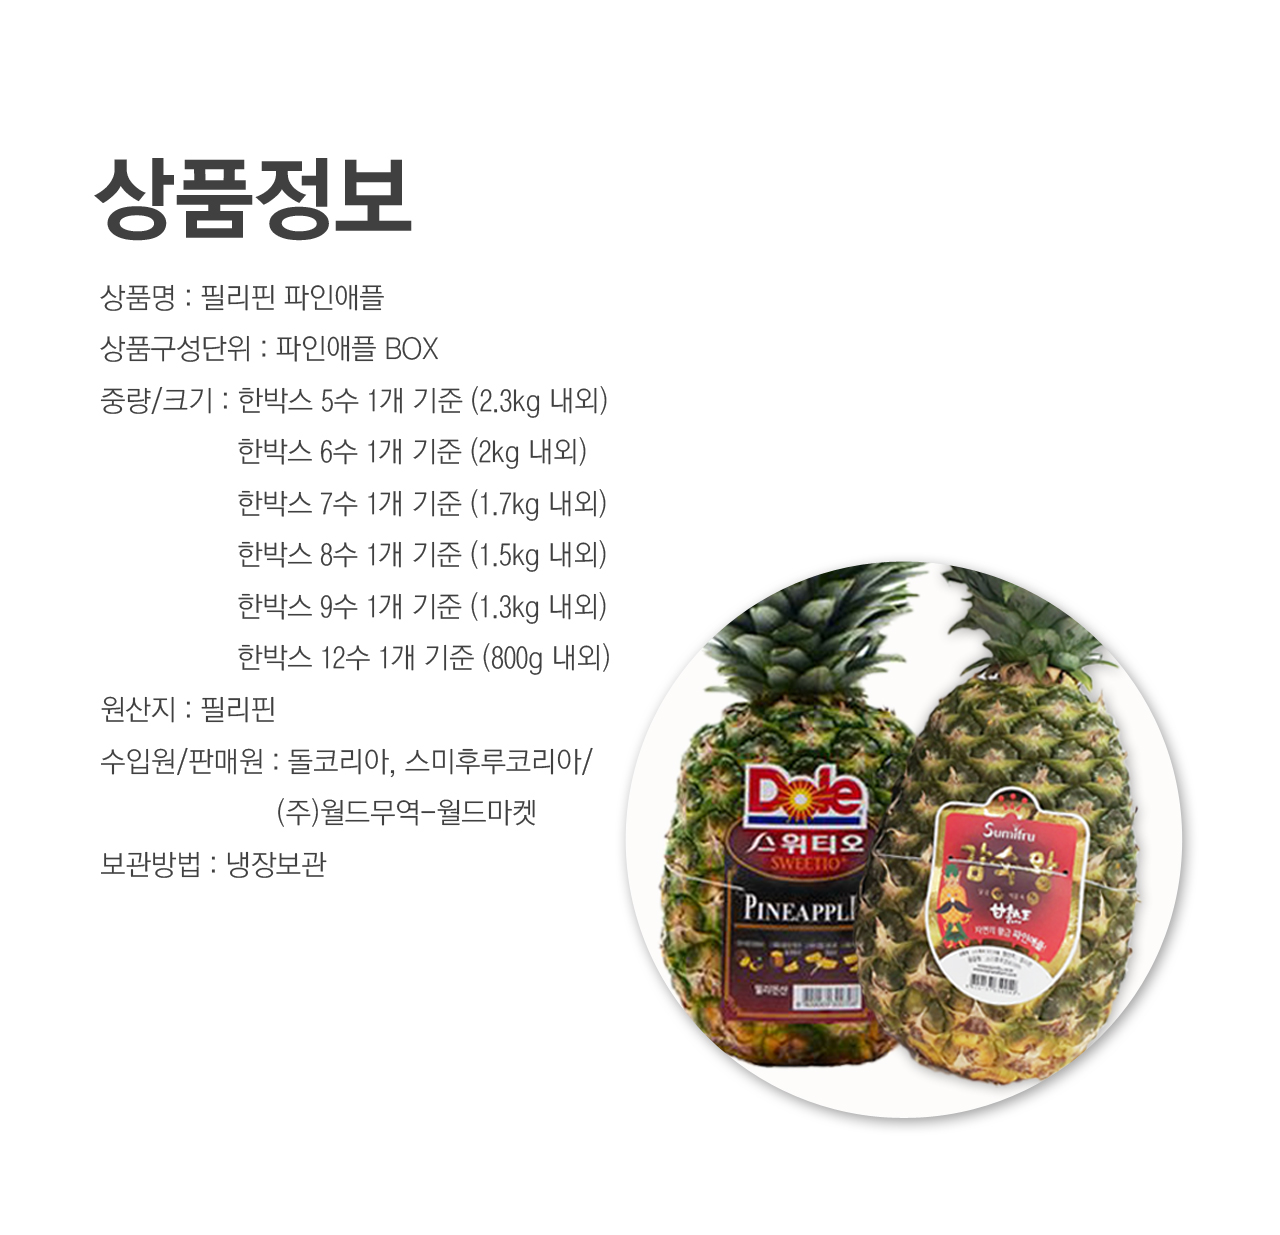 상품정보
상품명 : 필리핀 파인애플
상품구성단위 : 파인애플 BOX
중량/크기 : 한박스 5수 1개 기준 (2.3kg 내외)
한박스 6수 1개 기준 (2kg 내외)
한박스 7수 1개 기준 (1.7kg 내외)
한박스 8수 1개 기준 (1.5kg 내외)
한박스 9수 1개 기준 (1.3kg 내외)
한박스 12수 1개 기준 (800g 내외)
원산지 : 필리핀
수입원/판매원 : 돌코리아, 스미후루코리아/
(주)월드무역-월드마켓
보관방법 : 냉장보관
Dole
스위티오
SWEETIO
PINEAPPLE
필리핀산
Sumifru
감숙왕
파인애플